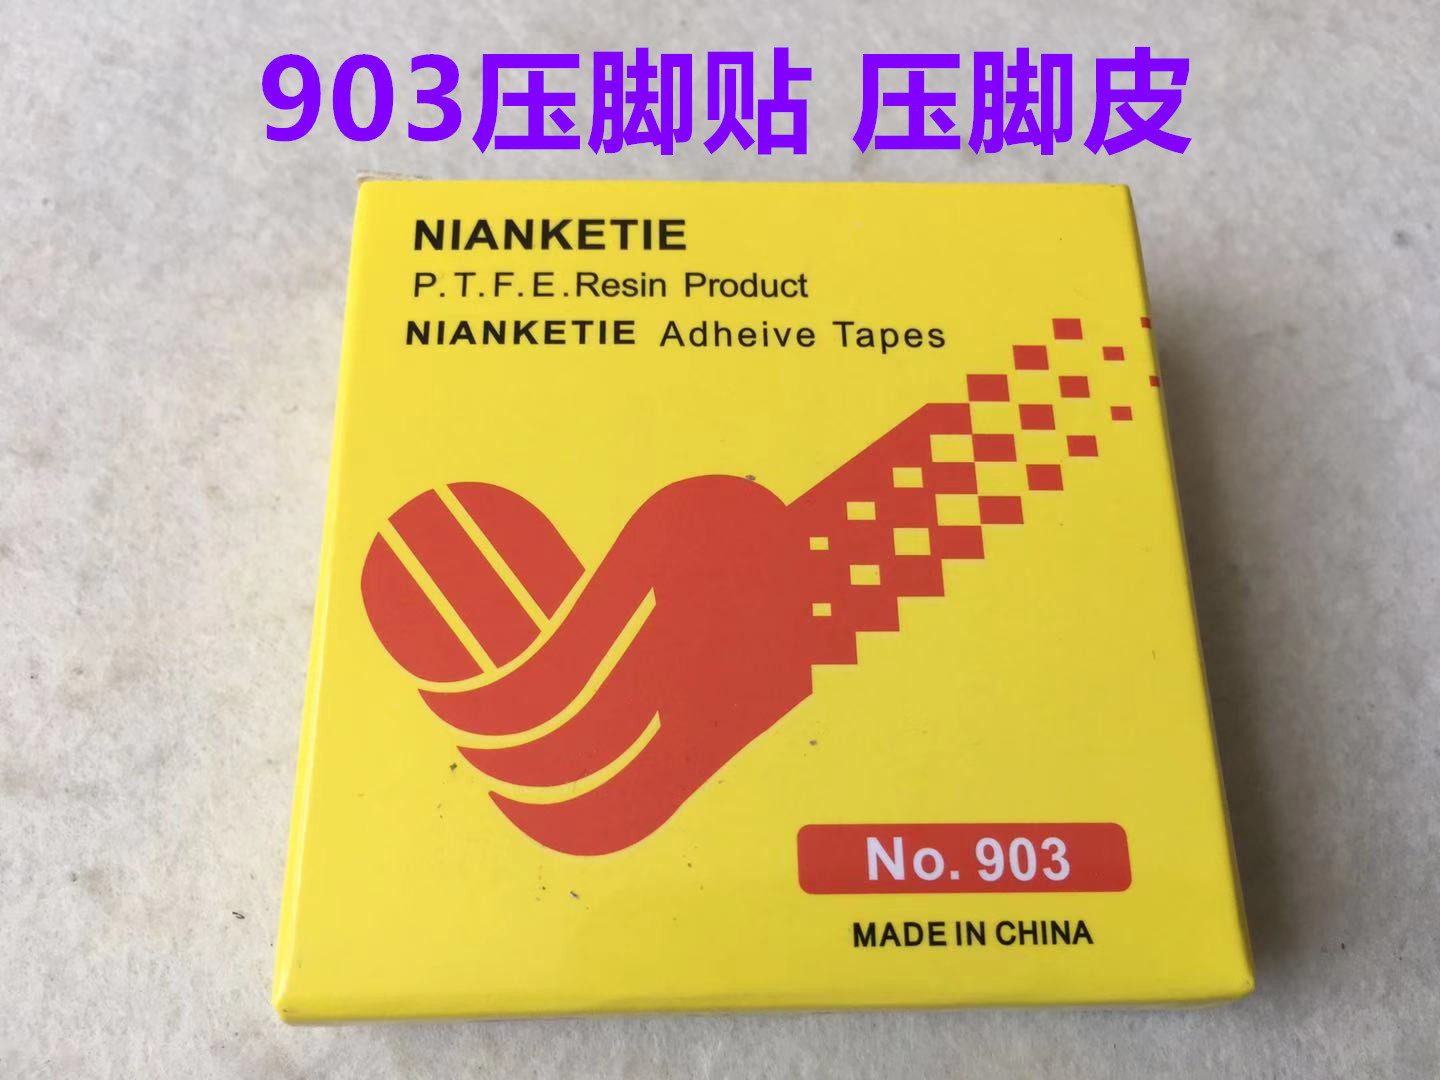 903压脚贴 压脚皮
NIANKETIE
P.T.F.E.Resin Product
NIANKETIE Adheive Tapes
No. 903
MADE IN CHINA